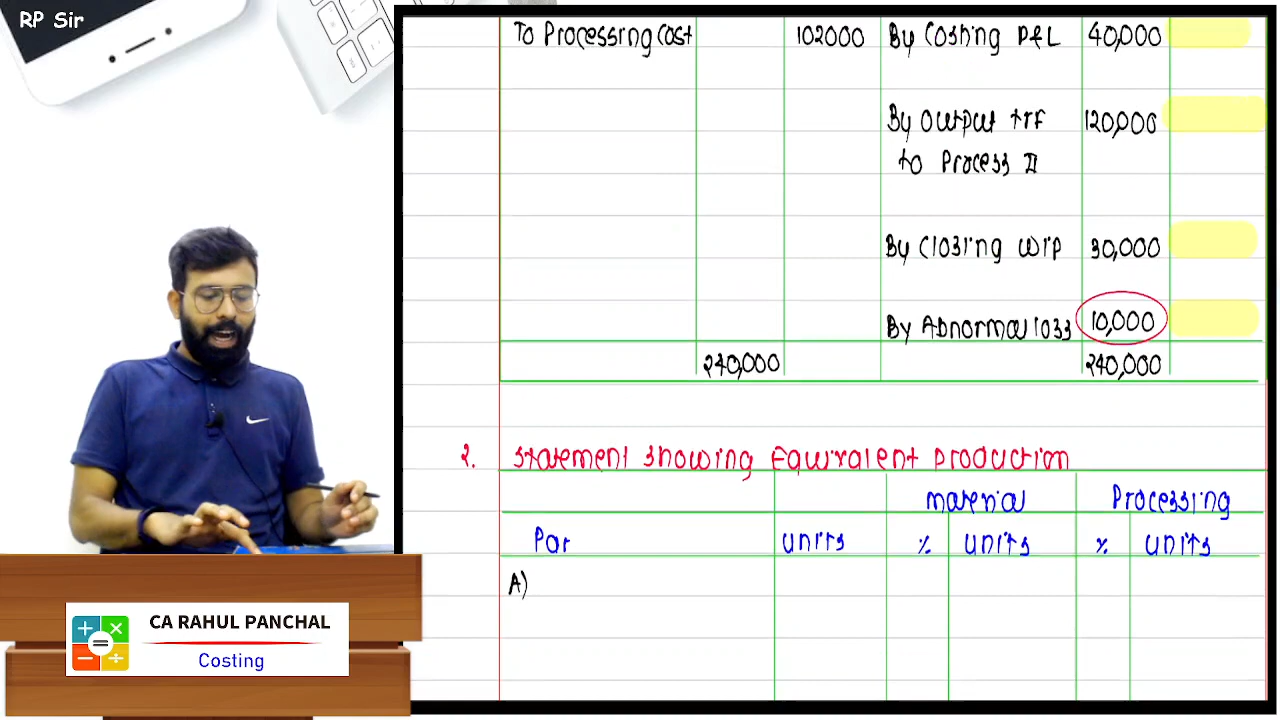 RP Sir
To Processing Cost 102000 By Costing P&L 40,000
By Output trf 120,000
to Process II
By Closing WIP 30,000
By Abnormal loss 10,000
240,000 240,000
2. Statement Showing Equivalent Production
Material Processing
Par Units % Units % Units
A)
CA RAHUL PANCHAL
Costing